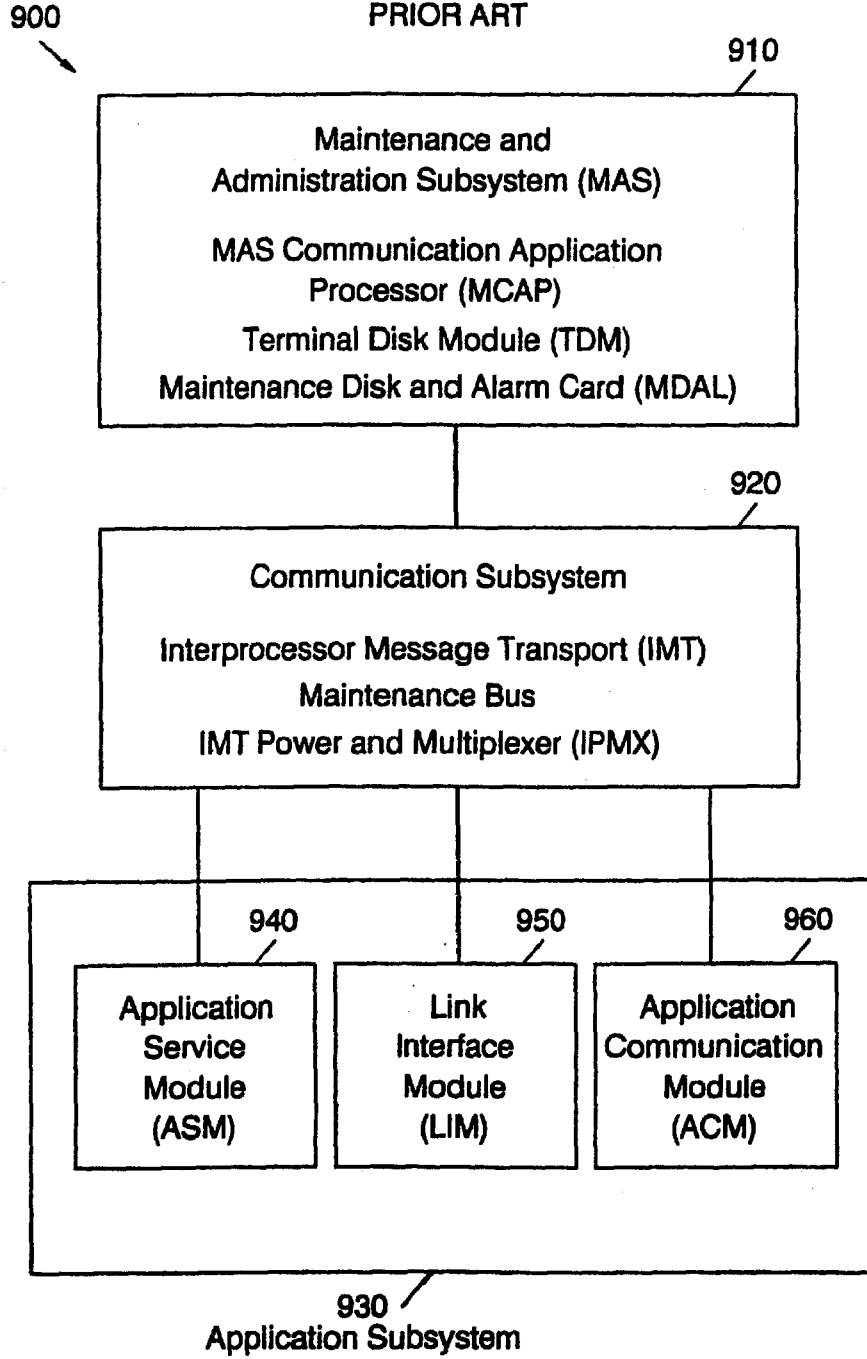 900
PRIOR ART
910
Maintenance and
Administration Subsystem (MAS)
MAS Communication Application
Processor (MCAP)
Terminal Disk Module (TDM)
Maintenance Disk and Alarm Card (MDAL)
920
Communication Subsystem
Interprocessor Message Transport (IMT)
Maintenance Bus
IMT Power and Multiplexer (IPMX)
940
Application
Service
Module
(ASM)
950
Link
Interface
Module
(LIM)
960
Application
Communication
Module
(ACM)
930
Application Subsystem